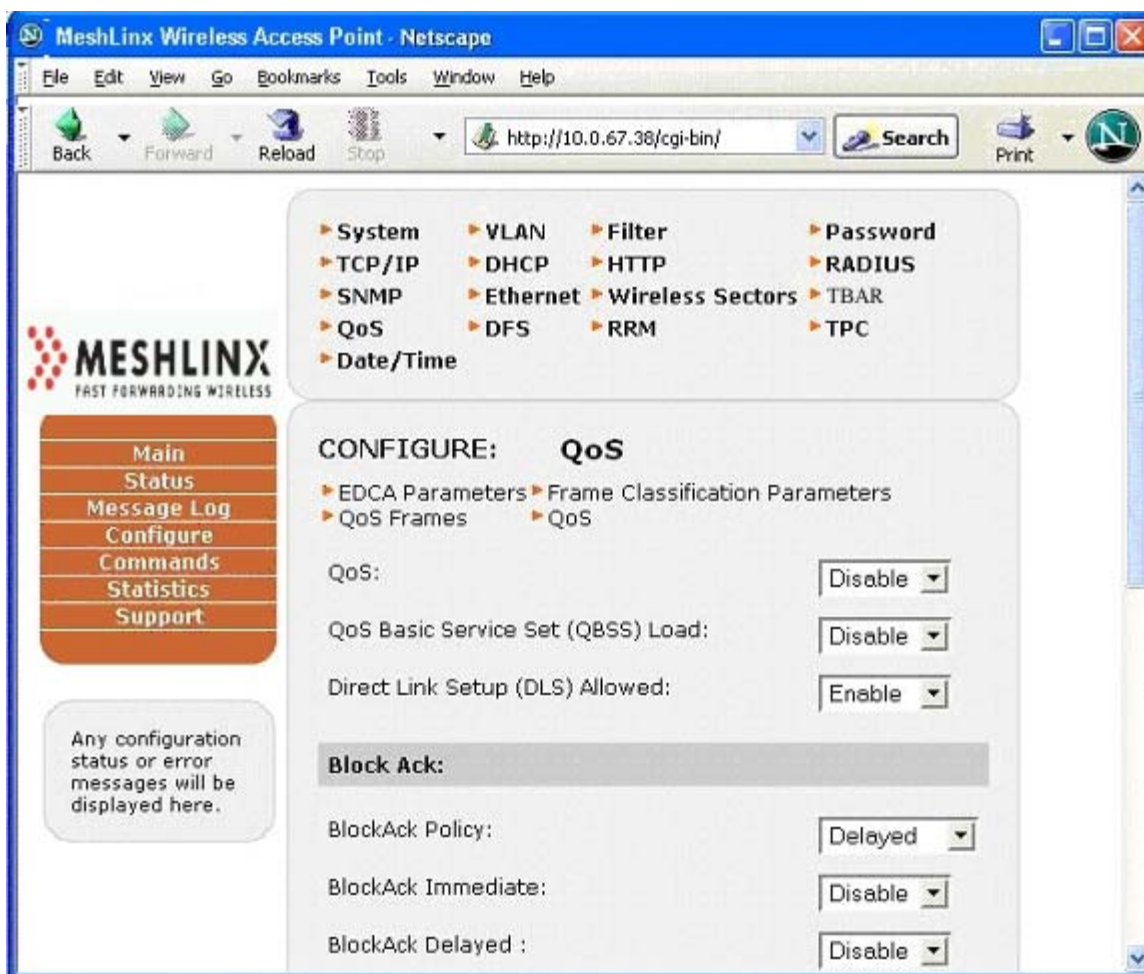 MeshLinx Wireless Access Point - Netscape
File Edit View Go Bookmarks Tools Window Help
Back Forward Reload Stop http://10.0.67.38/cgi-bin/ Search Print N
System VLAN Filter Password
TCP/IP DHCP HTTP RADIUS
SNMP Ethernet Wireless Sectors TBAR
QoS DFS RRM TPC
Date/Time
MESHLINX
FAST FORWARDING WIRELESS
Main
Status
Message Log
Configure
Commands
Statistics
Support
Any configuration
status or error
messages will be
displayed here.
CONFIGURE: QoS
EDCA Parameters Frame Classification Parameters
QoS Frames QoS
QoS: Disable
QoS Basic Service Set (QBSS) Load: Disable
Direct Link Setup (DLS) Allowed: Enable
Block Ack:
BlockAck Policy: Delayed
BlockAck Immediate: Disable
BlockAck Delayed : Disable